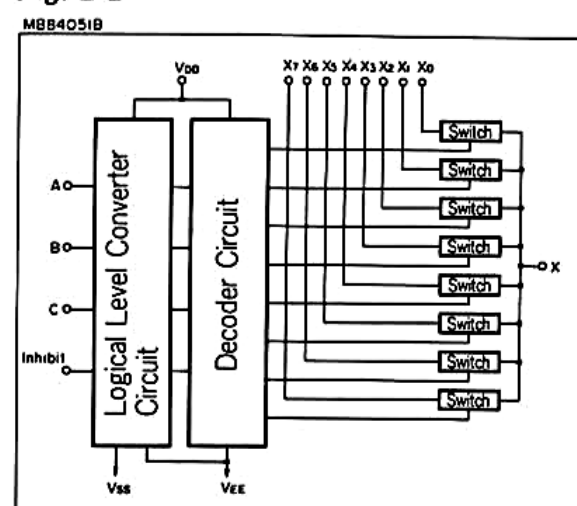 MB84051B
VDD
X7 X6 X5 X4 X3 X2 X1 X0
Switch
Switch
Switch
Switch
Switch
Switch
Switch
Switch
A
B
C
Inhibit
Logical Level Converter
Circuit
Decoder Circuit
X
VSS
VEE